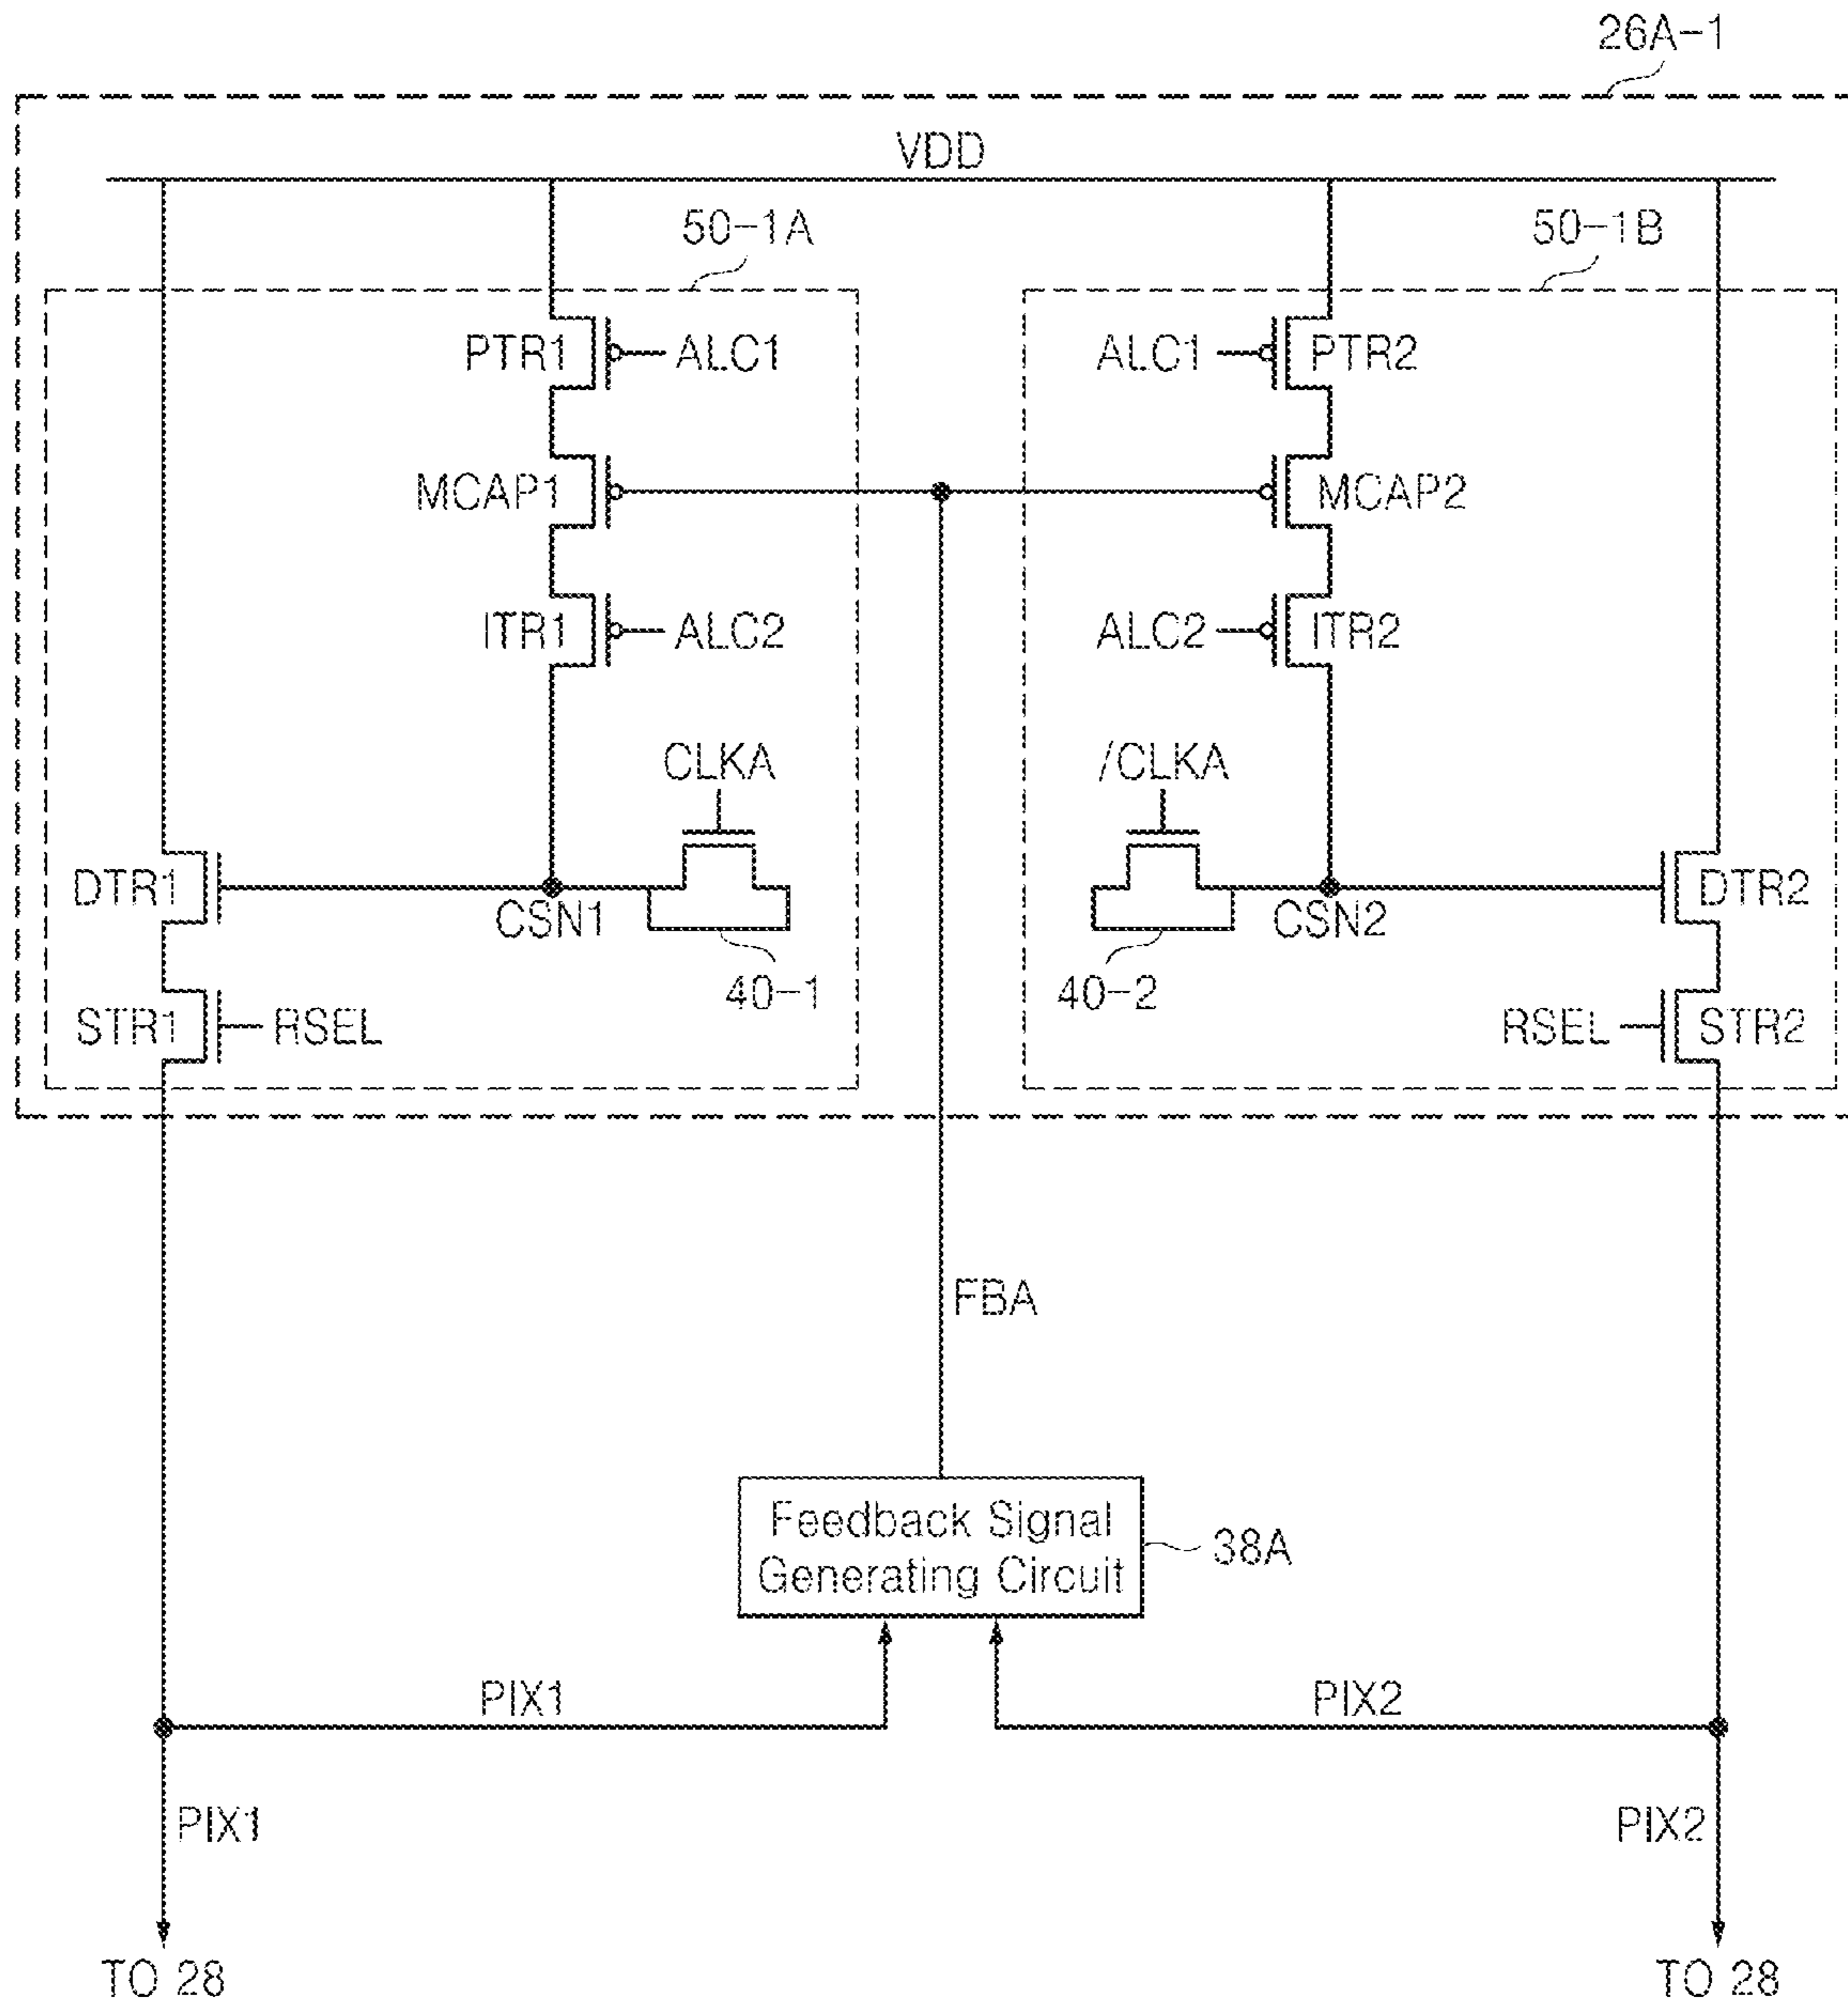 26A-1
VDD
50-1A
50-1B
PTR1
ALC1
ALC1
PTR2
MCAP1
MCAP2
ITR1
ALC2
ALC2
ITR2
CLKA
/CLKA
DTR1
CSN1
CSN2
DTR2
40-1
40-2
STR1
RSEL
RSEL
STR2
FBA
Feedback Signal
Generating Circuit
38A
PIX1
PIX2
PIX1
PIX2
TO 28
TO 28